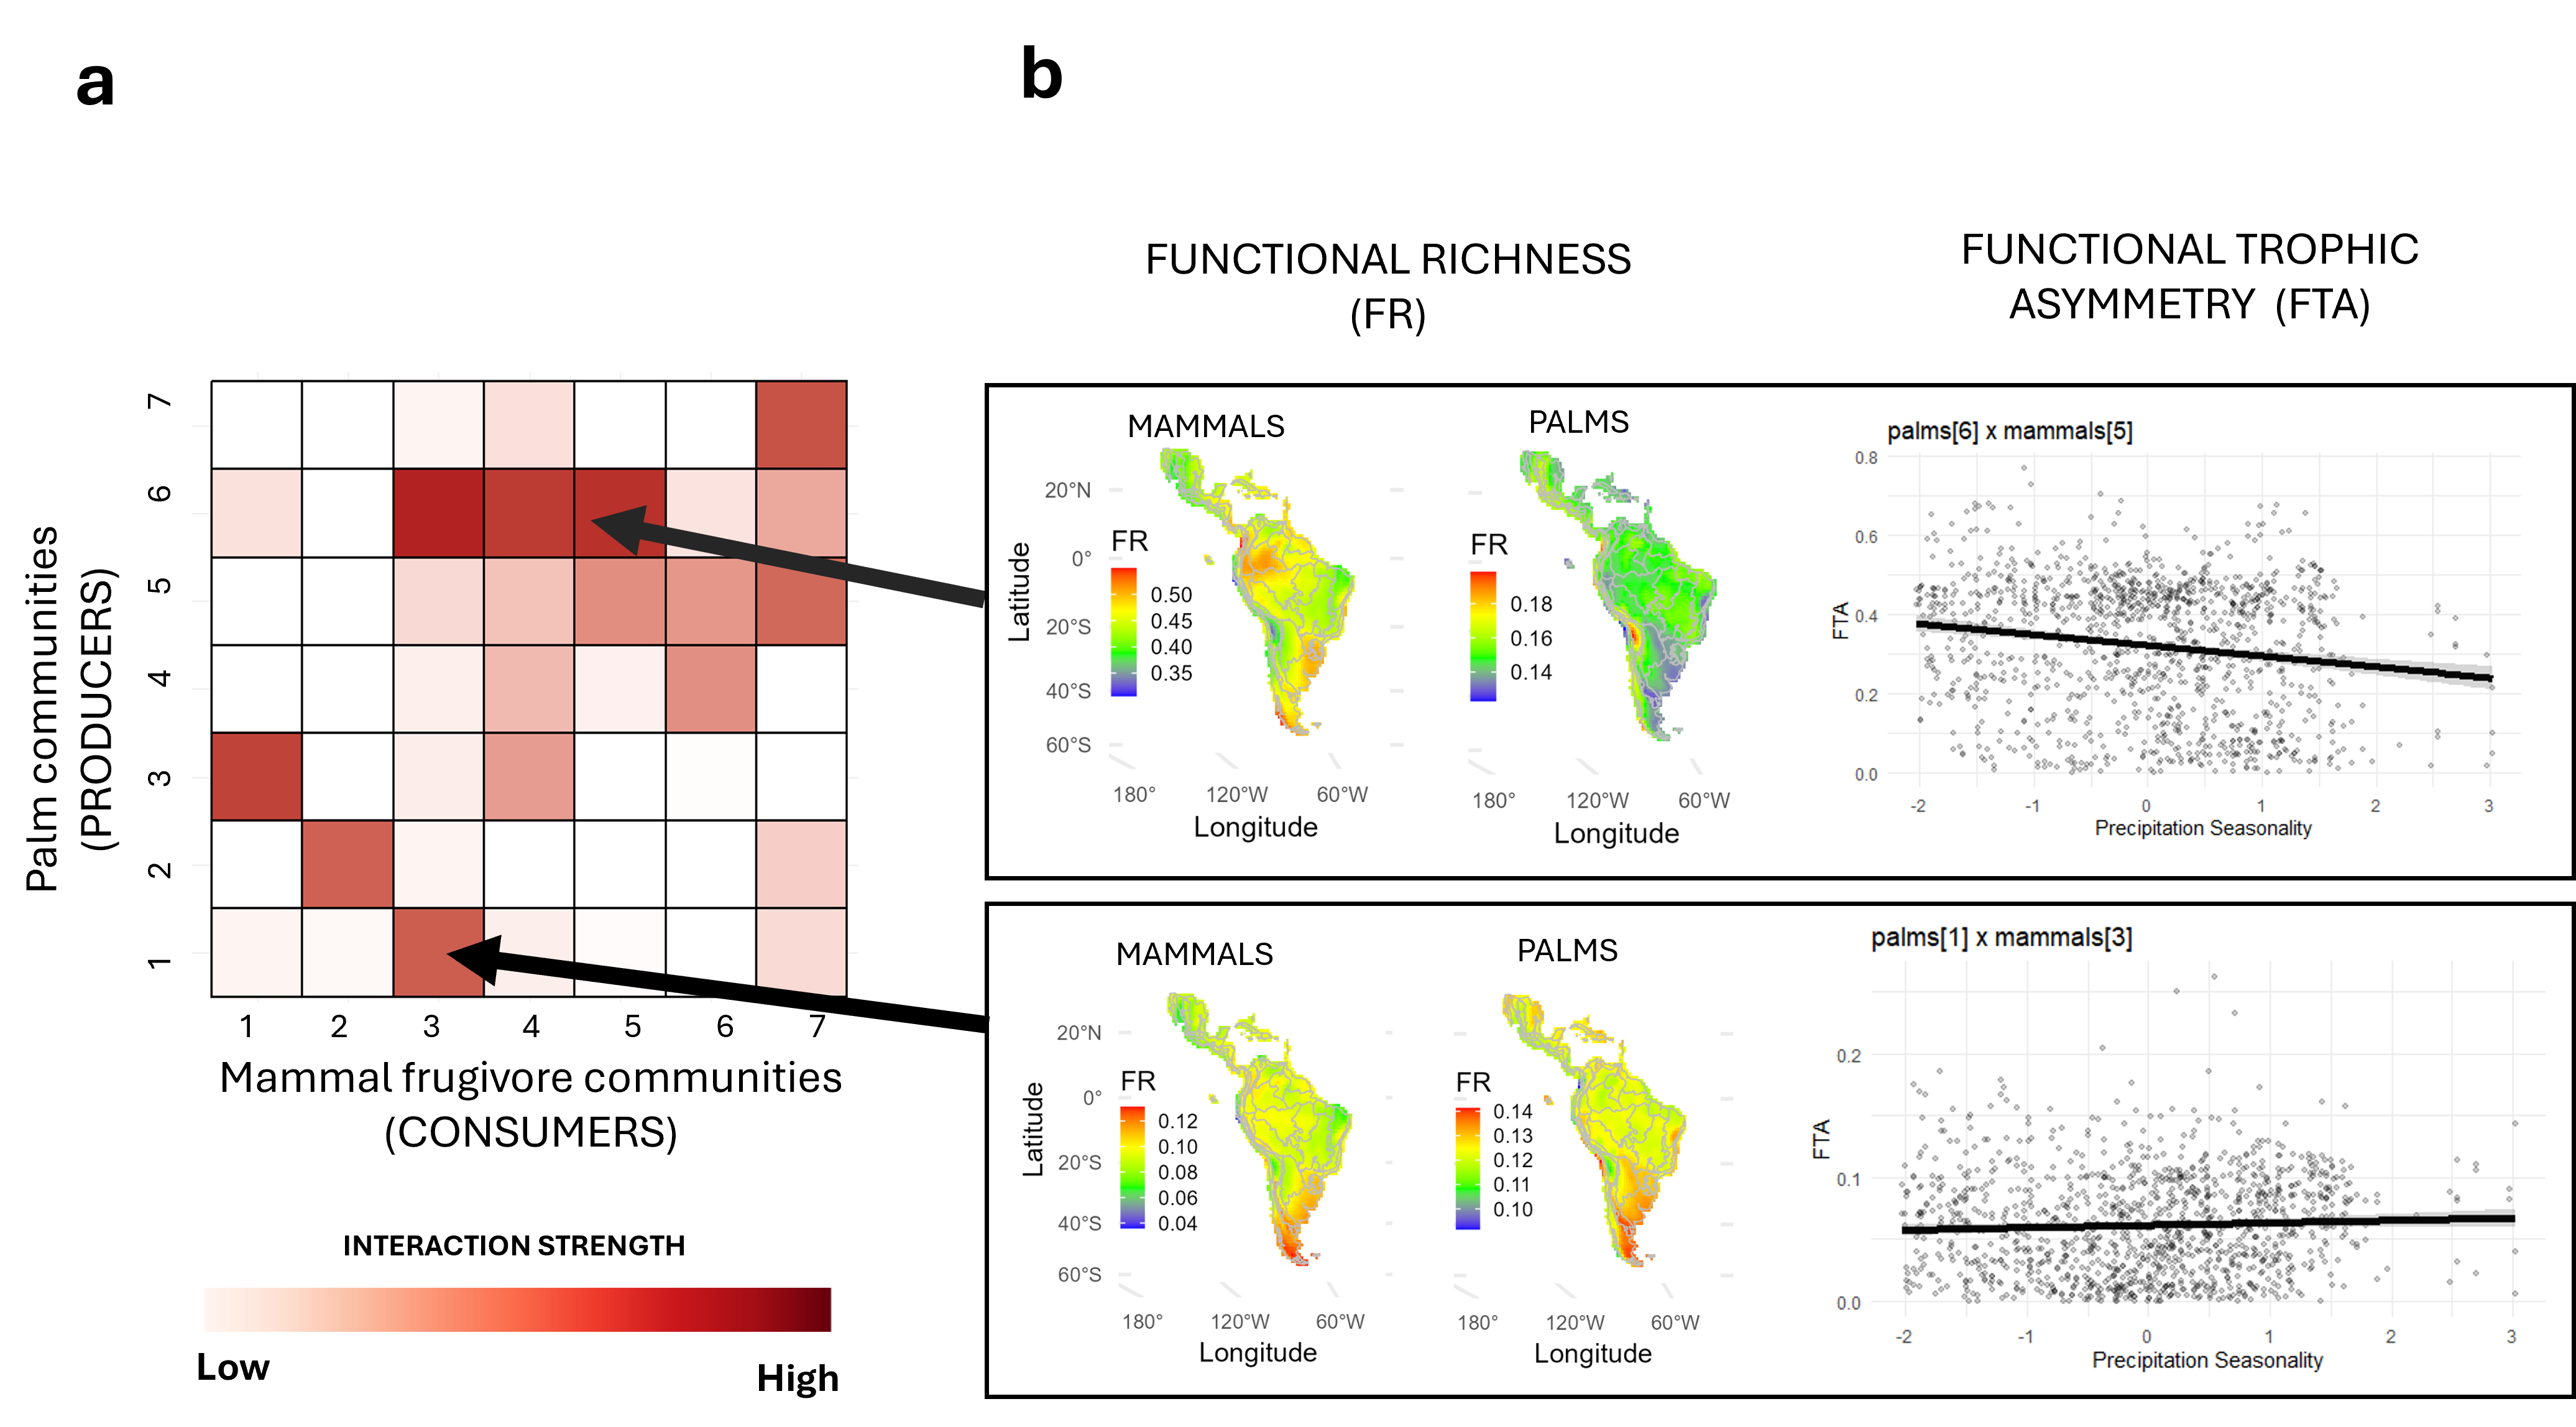 a
b
FUNCTIONAL RICHNESS
(FR)
FUNCTIONAL TROPHIC
ASYMMETRY (FTA)
Palm communities
(PRODUCERS)
7
6
5
4
3
2
1
1 2 3 4 5 6 7
Mammal frugivore communities
(CONSUMERS)
INTERACTION STRENGTH
Low
High
MAMMALS
Latitude
20°N
0°
20°S
40°S
60°S
FR
0.50
0.45
0.40
0.35
180° 120°W 60°W
Longitude
PALMS
FR
0.18
0.16
0.14
180° 120°W 60°W
Longitude
palms[6] x mammals[5]
FTA
0.8
0.6
0.4
0.2
0.0
-2 -1 0 1 2 3
Precipitation Seasonality
MAMMALS
Latitude
20°N
0°
20°S
40°S
60°S
FR
0.12
0.10
0.08
0.06
0.04
180° 120°W 60°W
Longitude
PALMS
FR
0.14
0.13
0.12
0.11
0.10
180° 120°W 60°W
Longitude
palms[1] x mammals[3]
FTA
0.2
0.1
0.0
-2 -1 0 1 2 3
Precipitation Seasonality